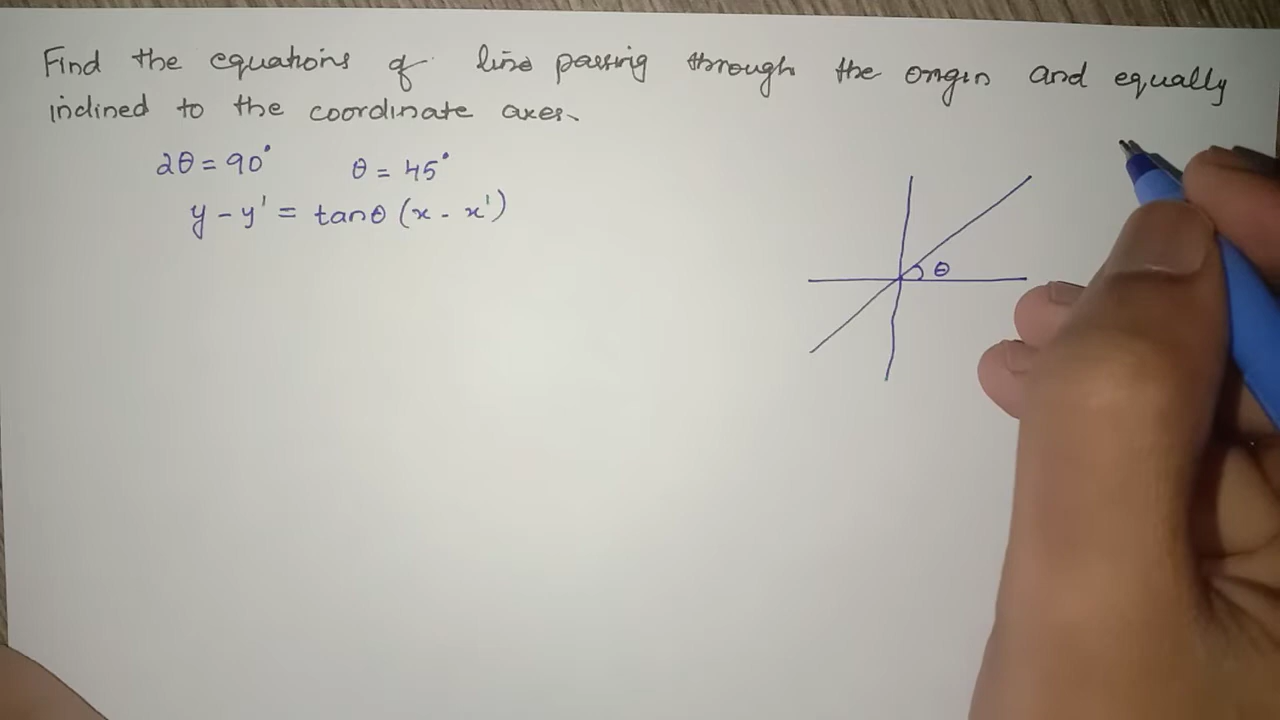 Find the equations of line passing through the origin and equally
inclined to the coordinate axes.
2θ = 90° θ = 45°
y - y' = tanθ (x - x')
θ